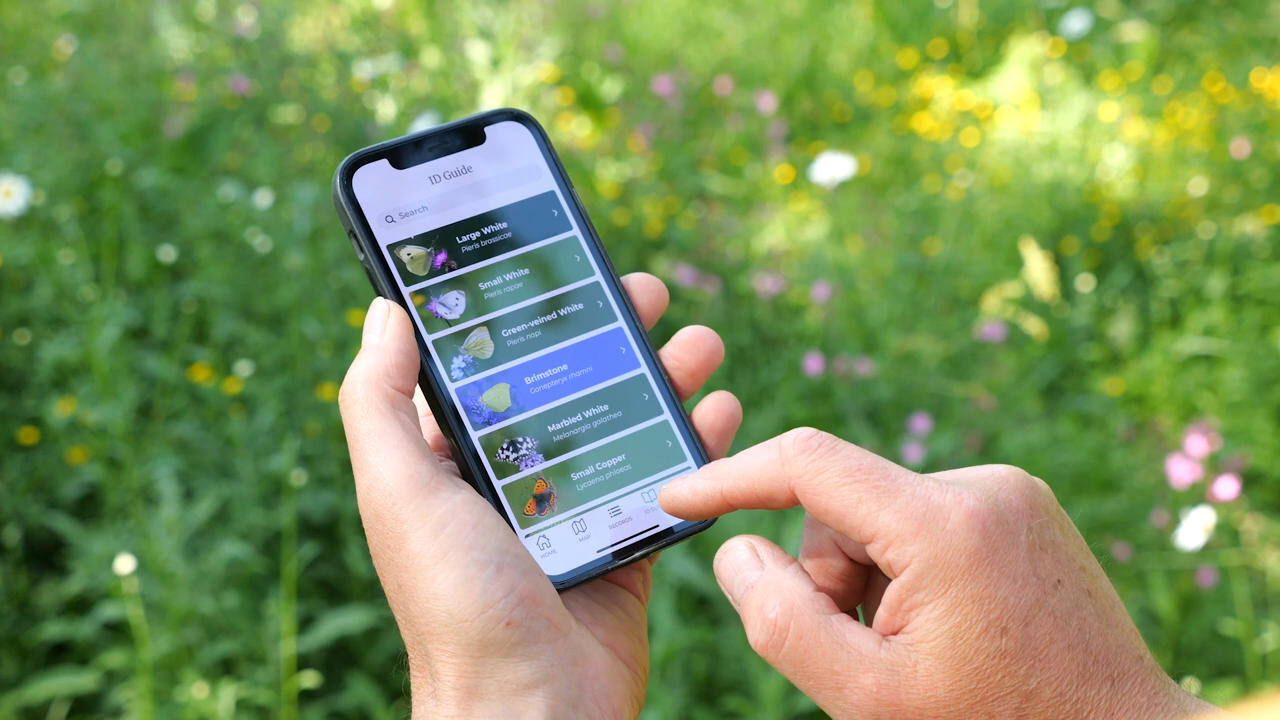 ID Guide
Search
Large White
Pieris brassicae
Small White
Pieris rapae
Green-veined White
Pieris napi
Brimstone
Gonepteryx rhamni
Marbled White
Melanargia galathea
Small Copper
Lycaena phlaeas
HOME
MAP
RECORDS
ID